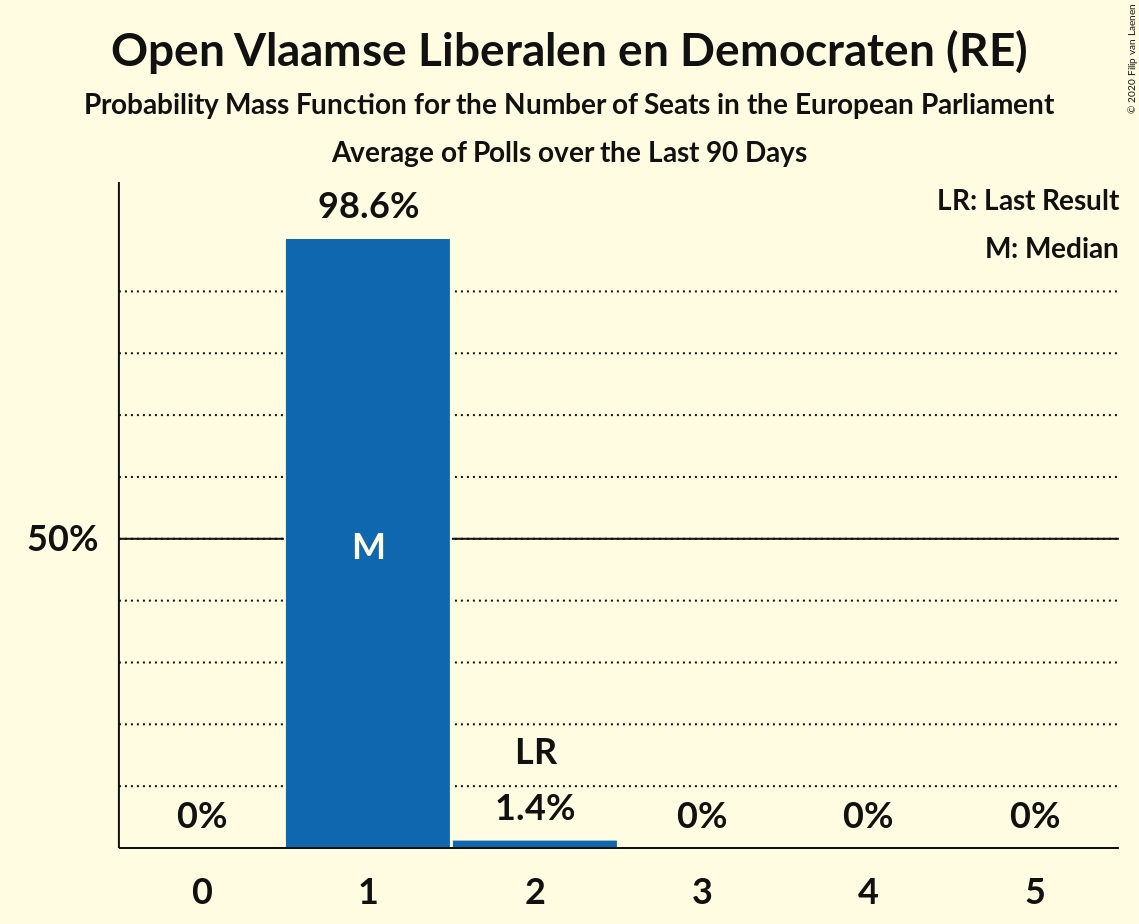 Open Vlaamse Liberalen en Democraten (RE)
Probability Mass Function for the Number of Seats in the European Parliament
Average of Polls over the Last 90 Days
© 2020 Filip van Laenen
LR: Last Result
M: Median
98.6%
50%
M
LR
0%
1.4%
0%
0%
0%
0
1
2
3
4
5